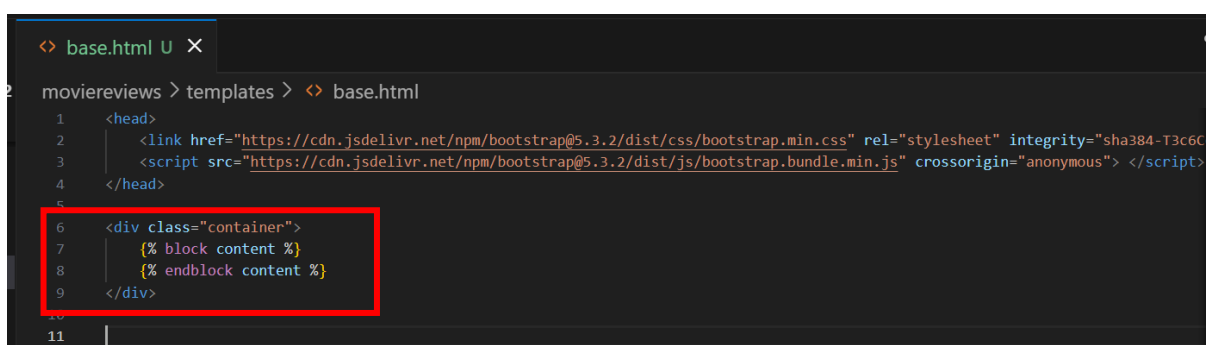 <> base.html U ×
2 moviereviews > templates > <> base.html
1 <head>
2 <link href="https://cdn.jsdelivr.net/npm/bootstrap@5.3.2/dist/css/bootstrap.min.css" rel="stylesheet" integrity="sha384-T3c6C
3 <script src="https://cdn.jsdelivr.net/npm/bootstrap@5.3.2/dist/js/bootstrap.bundle.min.js" crossorigin="anonymous"> </script>
4 </head>
5
6 <div class="container">
7 {% block content %}
8 {% endblock content %}
9 </div>
10
11